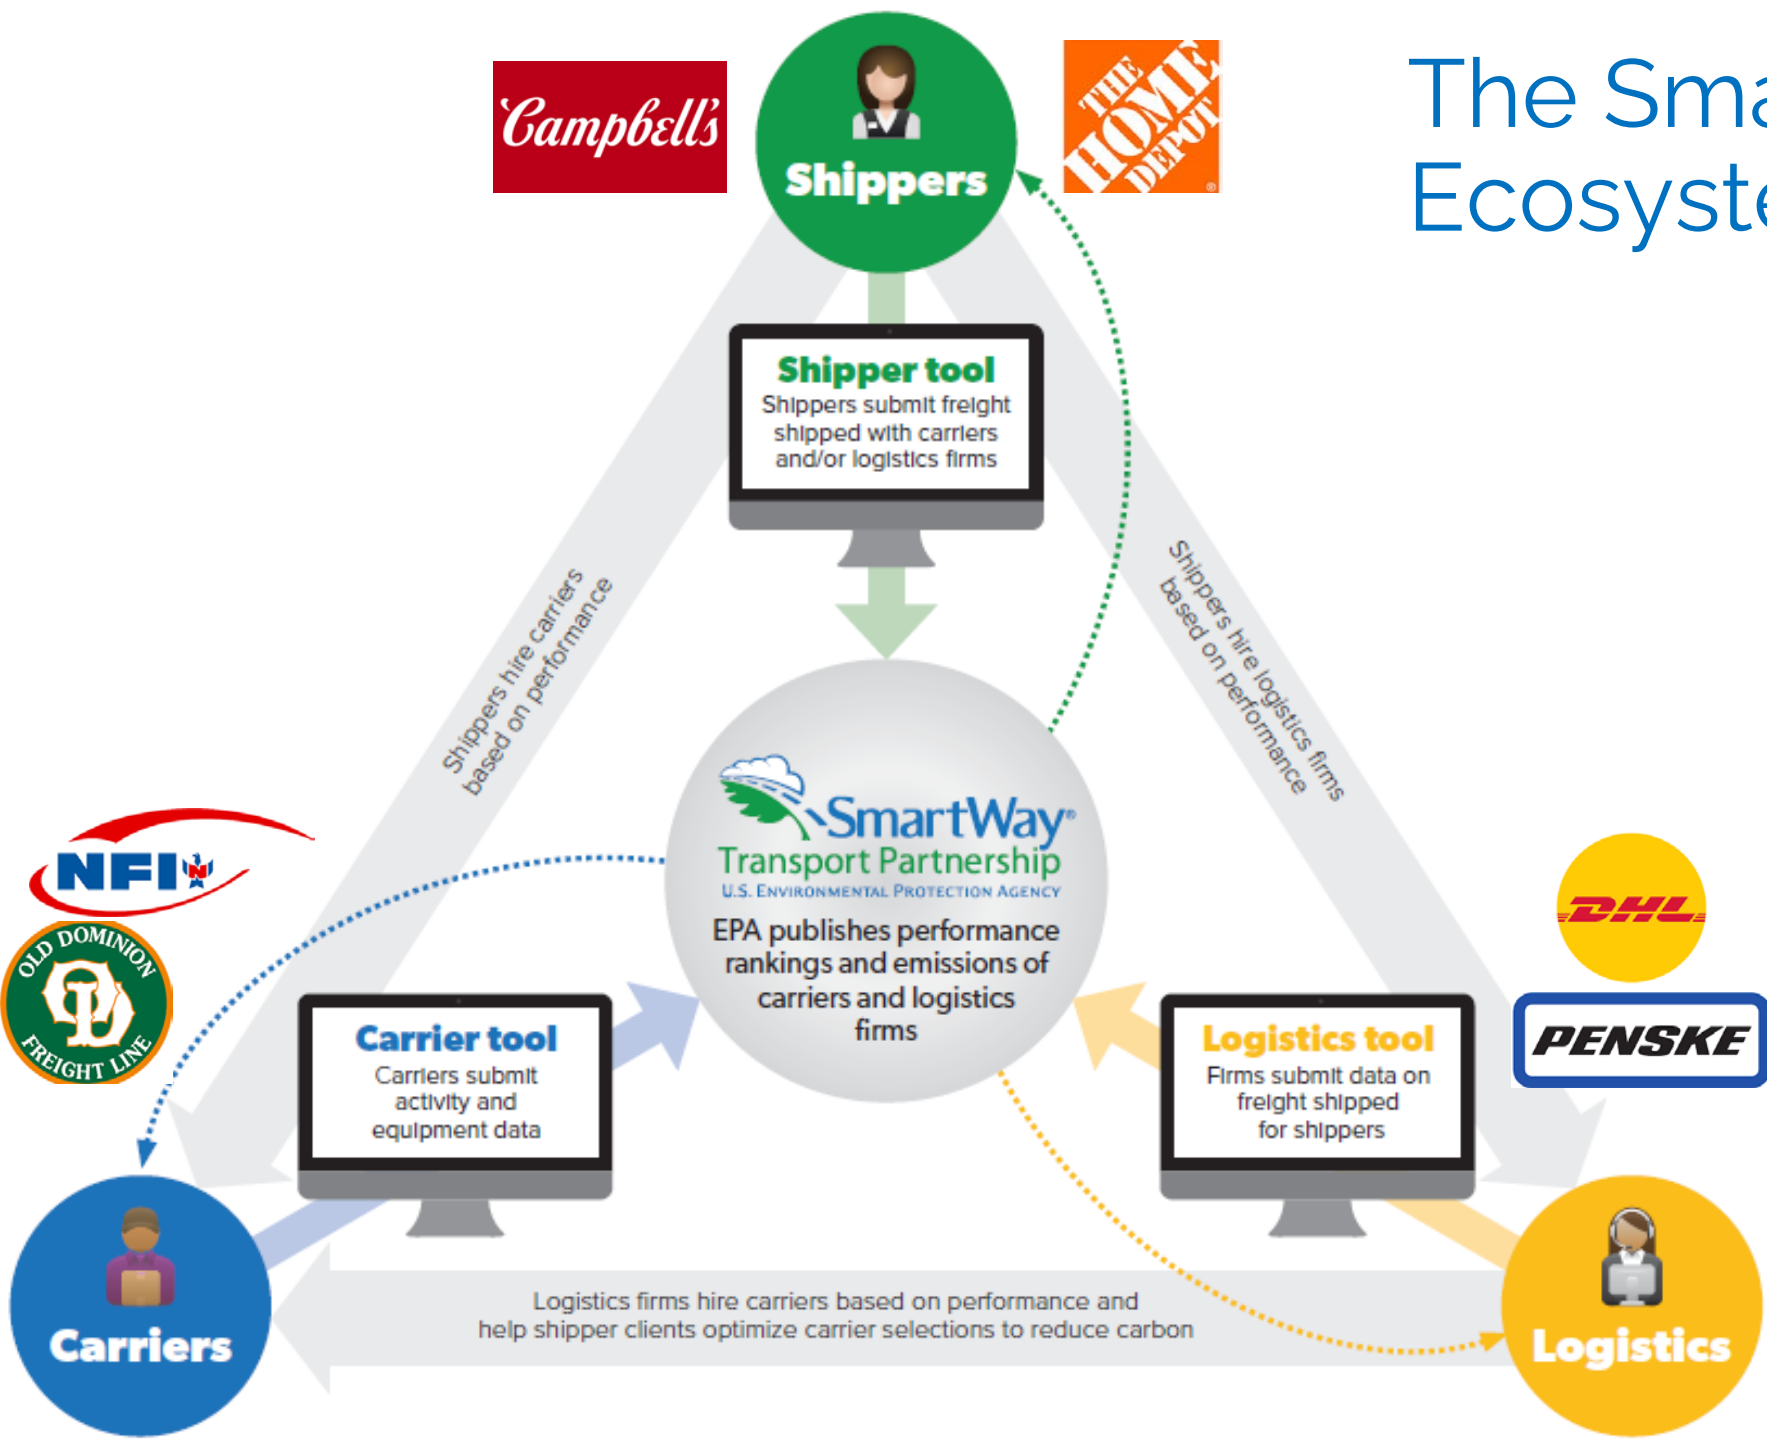 The Sma
Ecosyste
Campbell's
THE
HOME
DEPOT
®
Shippers
Shipper tool
Shippers submit freight
shipped with carriers
and/or logistics firms
Shippers hire carriers
based on performance
Shippers hire logistics firms
based on performance
SmartWay®
Transport Partnership
U.S. ENVIRONMENTAL PROTECTION AGENCY
EPA publishes performance
rankings and emissions of
carriers and logistics
firms
NFI
OLD DOMINION
OD
FREIGHT LINE
DHL
PENSKE
Carrier tool
Carriers submit
activity and
equipment data
Logistics tool
Firms submit data on
freight shipped
for shippers
Logistics firms hire carriers based on performance and
help shipper clients optimize carrier selections to reduce carbon
Carriers
Logistics